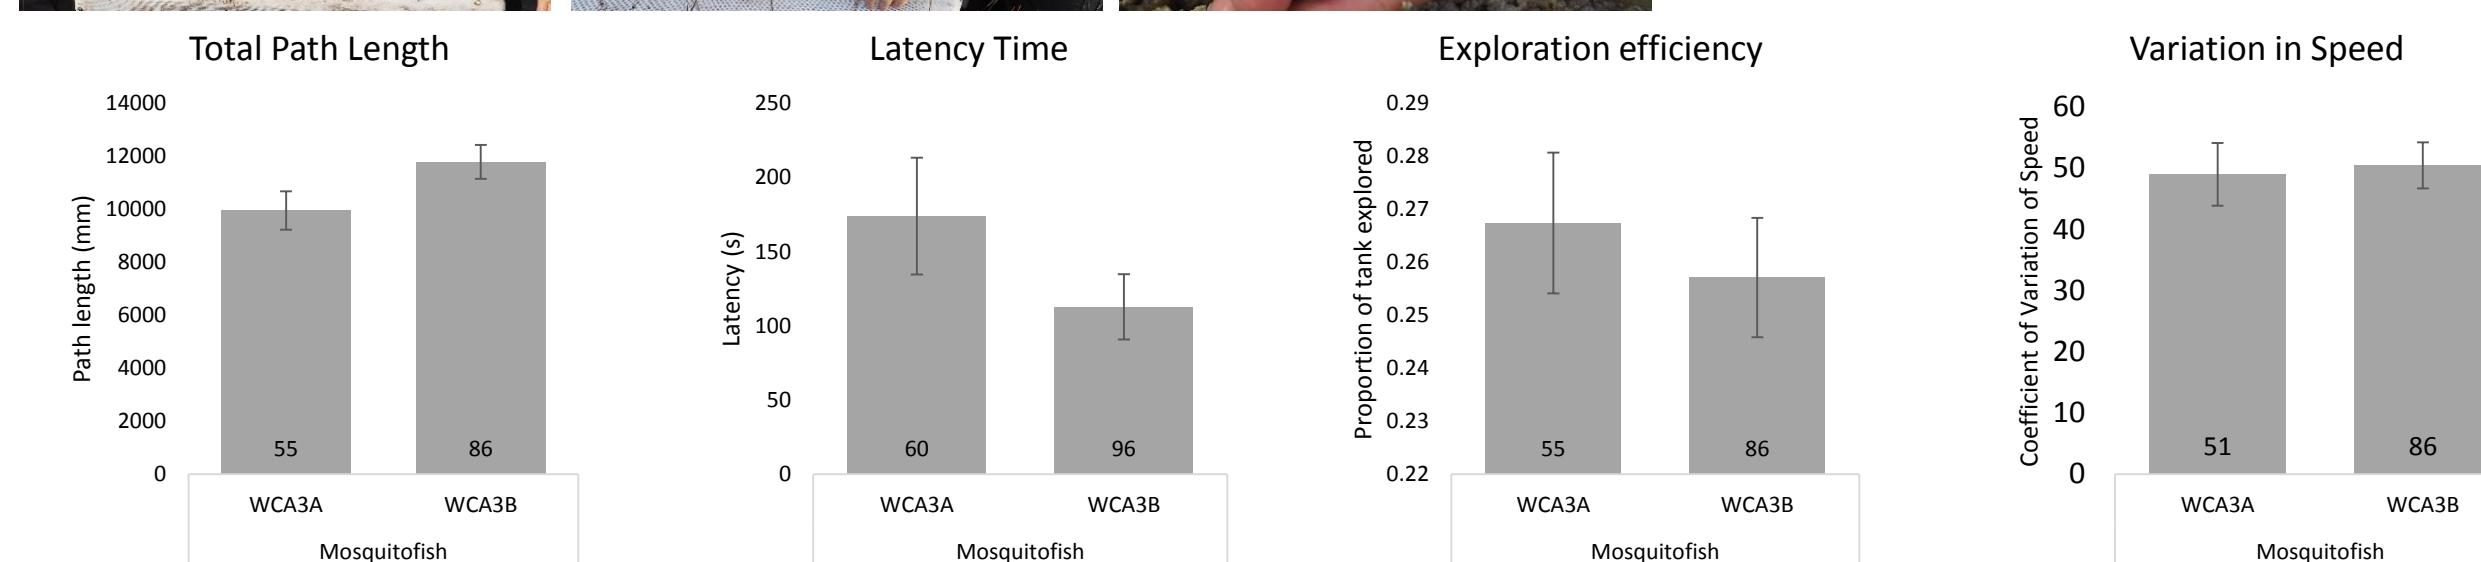 Total Path Length
Path length (mm)
14000
12000
10000
8000
6000
4000
2000
0
55
86
WCA3A
WCA3B
Mosquitofish
Latency Time
Latency (s)
250
200
150
100
50
0
60
96
WCA3A
WCA3B
Mosquitofish
Exploration efficiency
Proportion of tank explored
0.29
0.28
0.27
0.26
0.25
0.24
0.23
0.22
55
86
WCA3A
WCA3B
Mosquitofish
Variation in Speed
Coefficient of Variation of Speed
60
50
40
30
20
10
0
51
86
WCA3A
WCA3B
Mosquitofish